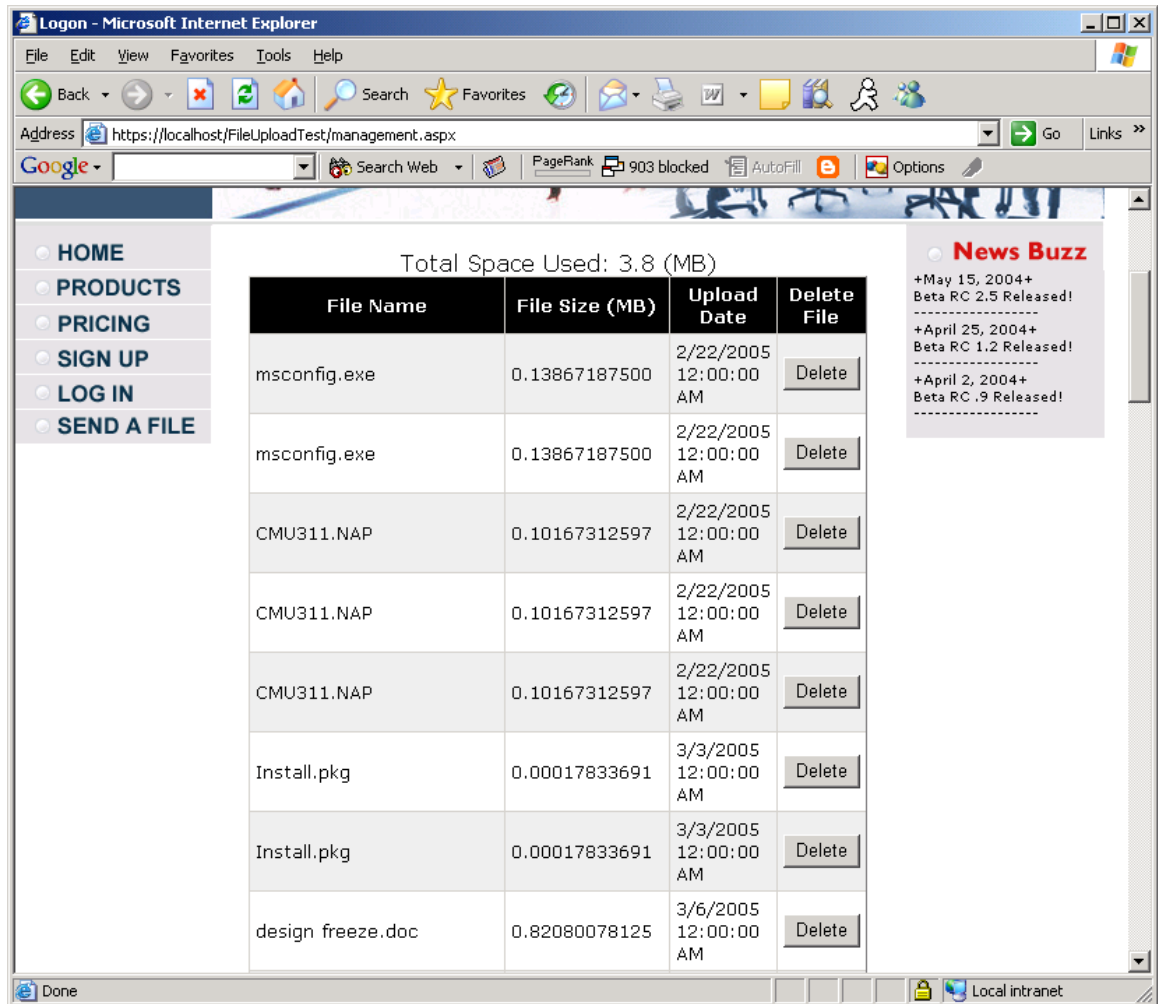 Logon - Microsoft Internet Explorer
File Edit View Favorites Tools Help
Back Search Favorites
Address https://localhost/FileUploadTest/management.aspx Go Links »
Google Search Web PageRank 903 blocked AutoFill Options
HOME
PRODUCTS
PRICING
SIGN UP
LOG IN
SEND A FILE
Total Space Used: 3.8 (MB)
File Name File Size (MB) Upload Date Delete File
msconfig.exe 0.13867187500 2/22/2005 12:00:00 AM Delete
msconfig.exe 0.13867187500 2/22/2005 12:00:00 AM Delete
CMU311.NAP 0.10167312597 2/22/2005 12:00:00 AM Delete
CMU311.NAP 0.10167312597 2/22/2005 12:00:00 AM Delete
CMU311.NAP 0.10167312597 2/22/2005 12:00:00 AM Delete
Install.pkg 0.00017833691 3/3/2005 12:00:00 AM Delete
Install.pkg 0.00017833691 3/3/2005 12:00:00 AM Delete
design freeze.doc 0.82080078125 3/6/2005 12:00:00 AM Delete
News Buzz
+May 15, 2004+
Beta RC 2.5 Released!
-----------------
+April 25, 2004+
Beta RC 1.2 Released!
-----------------
+April 2, 2004+
Beta RC .9 Released!
-----------------
Done Local intranet